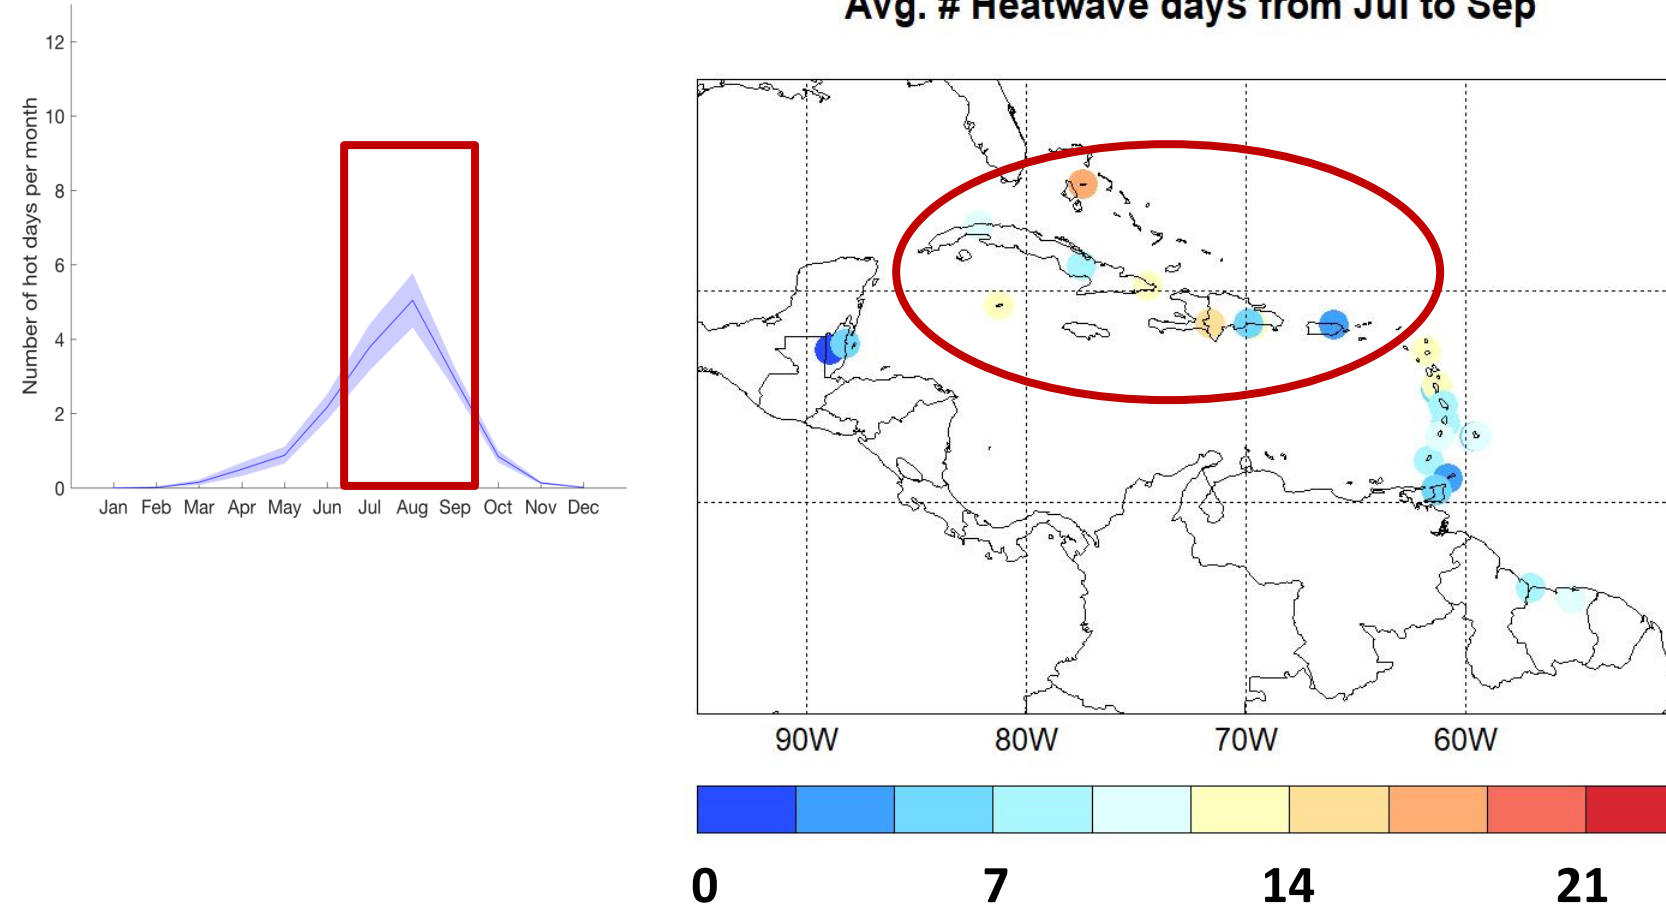 Avg. # Heatwave days from Jul to Sep
Number of hot days per month
12
10
8
6
4
2
0
Jan Feb Mar Apr May Jun Jul Aug Sep Oct Nov Dec
90W 80W 70W 60W
0 7 14 21